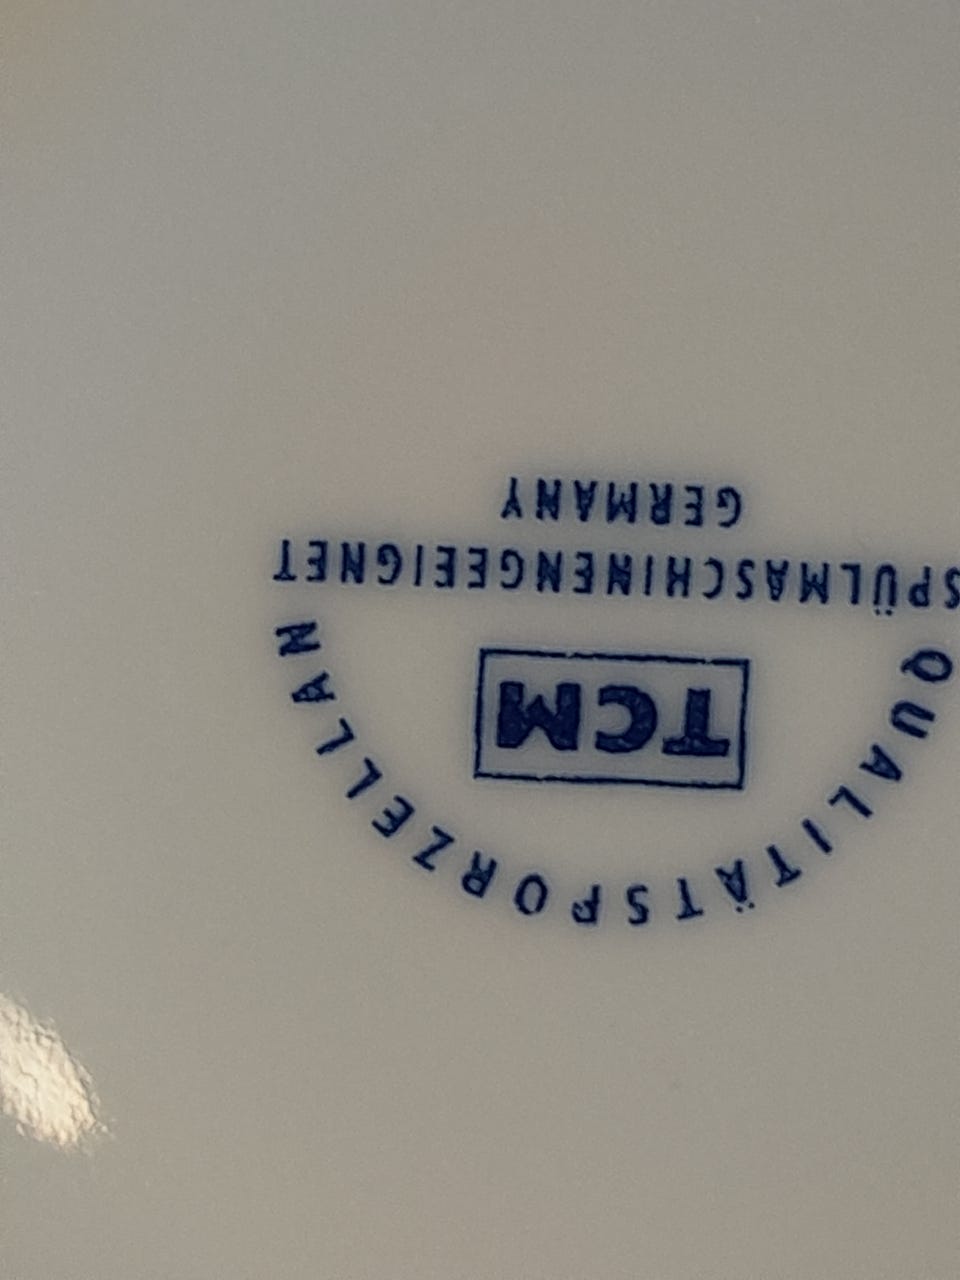 QUALITÄTSPORZELLAN
TCM
SPÜLMASCHINENGEEIGNET
GERMANY